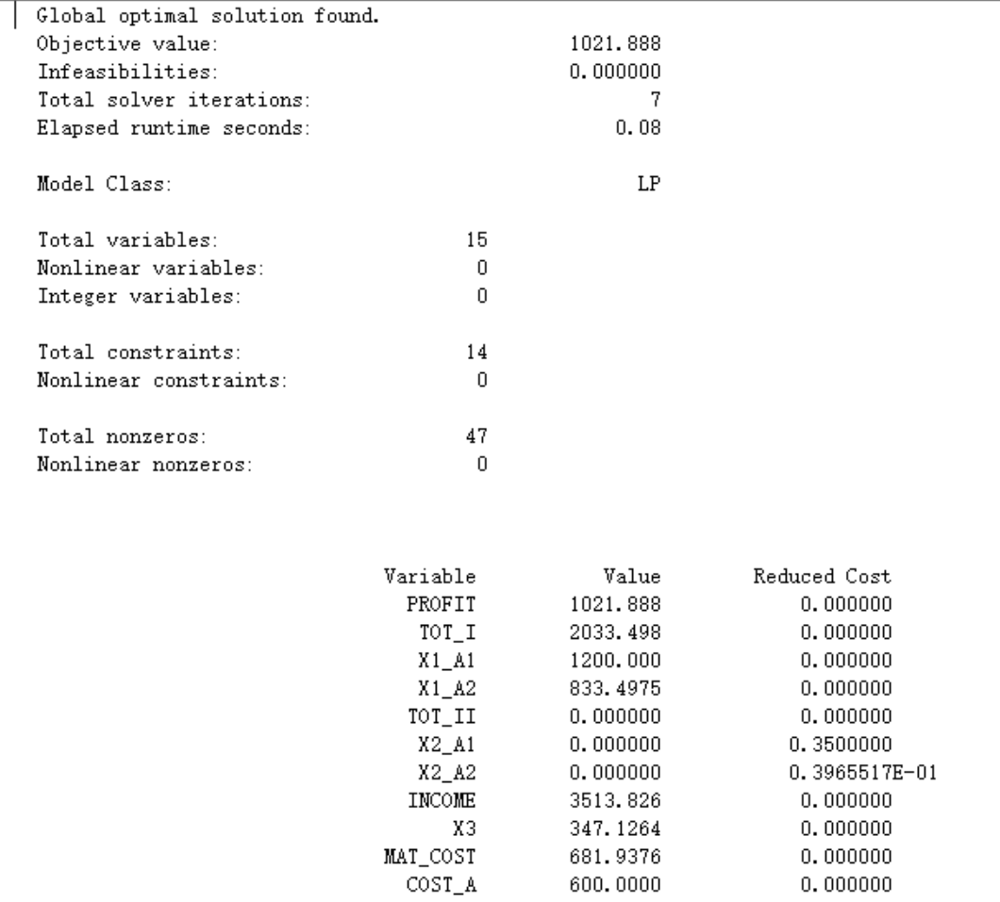 Global optimal solution found.
Objective value: 1021.888
Infeasibilities: 0.000000
Total solver iterations: 7
Elapsed runtime seconds: 0.08
Model Class: LP
Total variables: 15
Nonlinear variables: 0
Integer variables: 0
Total constraints: 14
Nonlinear constraints: 0
Total nonzeros: 47
Nonlinear nonzeros: 0
Variable Value Reduced Cost
PROFIT 1021.888 0.000000
TOT_I 2033.498 0.000000
X1_A1 1200.000 0.000000
X1_A2 833.4975 0.000000
TOT_II 0.000000 0.000000
X2_A1 0.000000 0.3500000
X2_A2 0.000000 0.3965517E-01
INCOME 3513.826 0.000000
X3 347.1264 0.000000
MAT_COST 681.9376 0.000000
COST_A 600.0000 0.000000